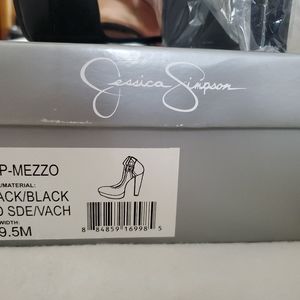 Jessica Simpson
P-MEZZO
/MATERIAL:
ACK/BLACK
O SDE/VACH
WIDTH:
9.5M
8 84859 16998 5